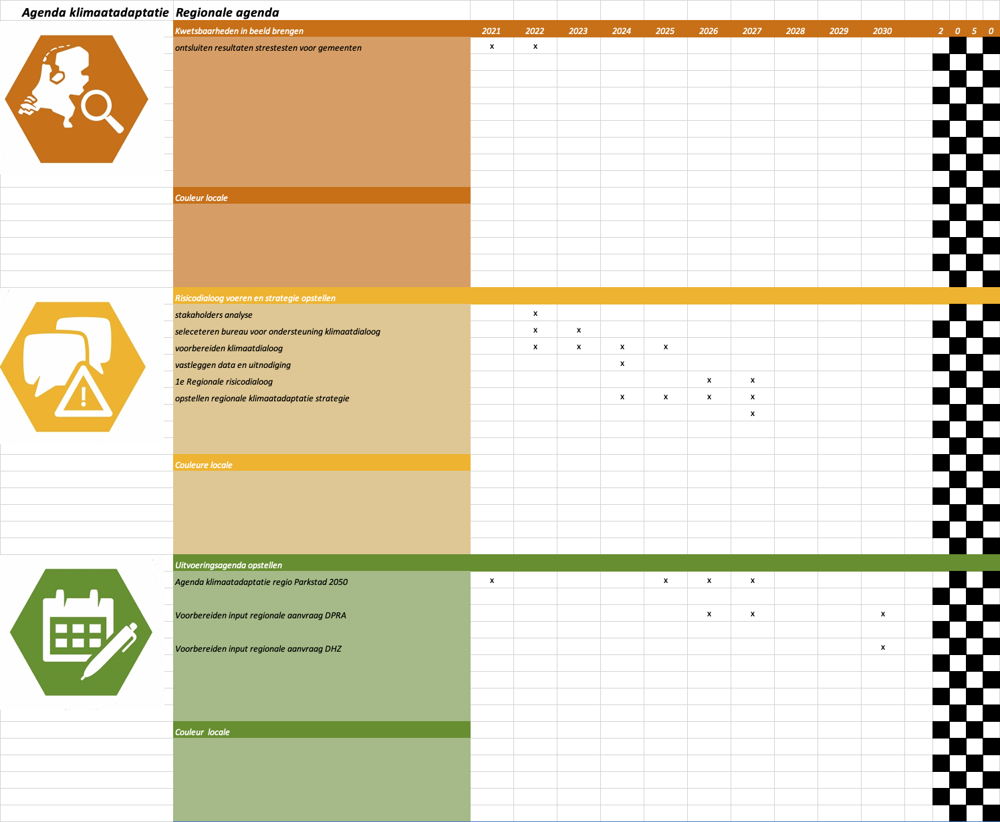 Agenda klimaatadaptatie Regionale agenda
Kwetsbaarheden in beeld brengen 2021 2022 2023 2024 2025 2026 2027 2028 2029 2030 2 0 5 0
ontsluiten resultaten strestesten voor gemeenten x x
Couleur locale
Risicodialoog voeren en strategie opstellen
stakaholders analyse x
seleceteren bureau voor ondersteuning klimaatdialoog x x
voorbereiden klimaatdialoog x x x x
vastleggen data en uitnodiging x
1e Regionale risicodialoog x x
opstellen regionale klimaatadaptatie strategie x x x x
x
Couleure locale
Uitvoeringsagenda opstellen
Agenda klimaatadaptatie regio Parkstad 2050 x x x x
Voorbereiden input regionale aanvraag DPRA x x x
Voorbereiden input regionale aanvraag DHZ x
Couleur  locale